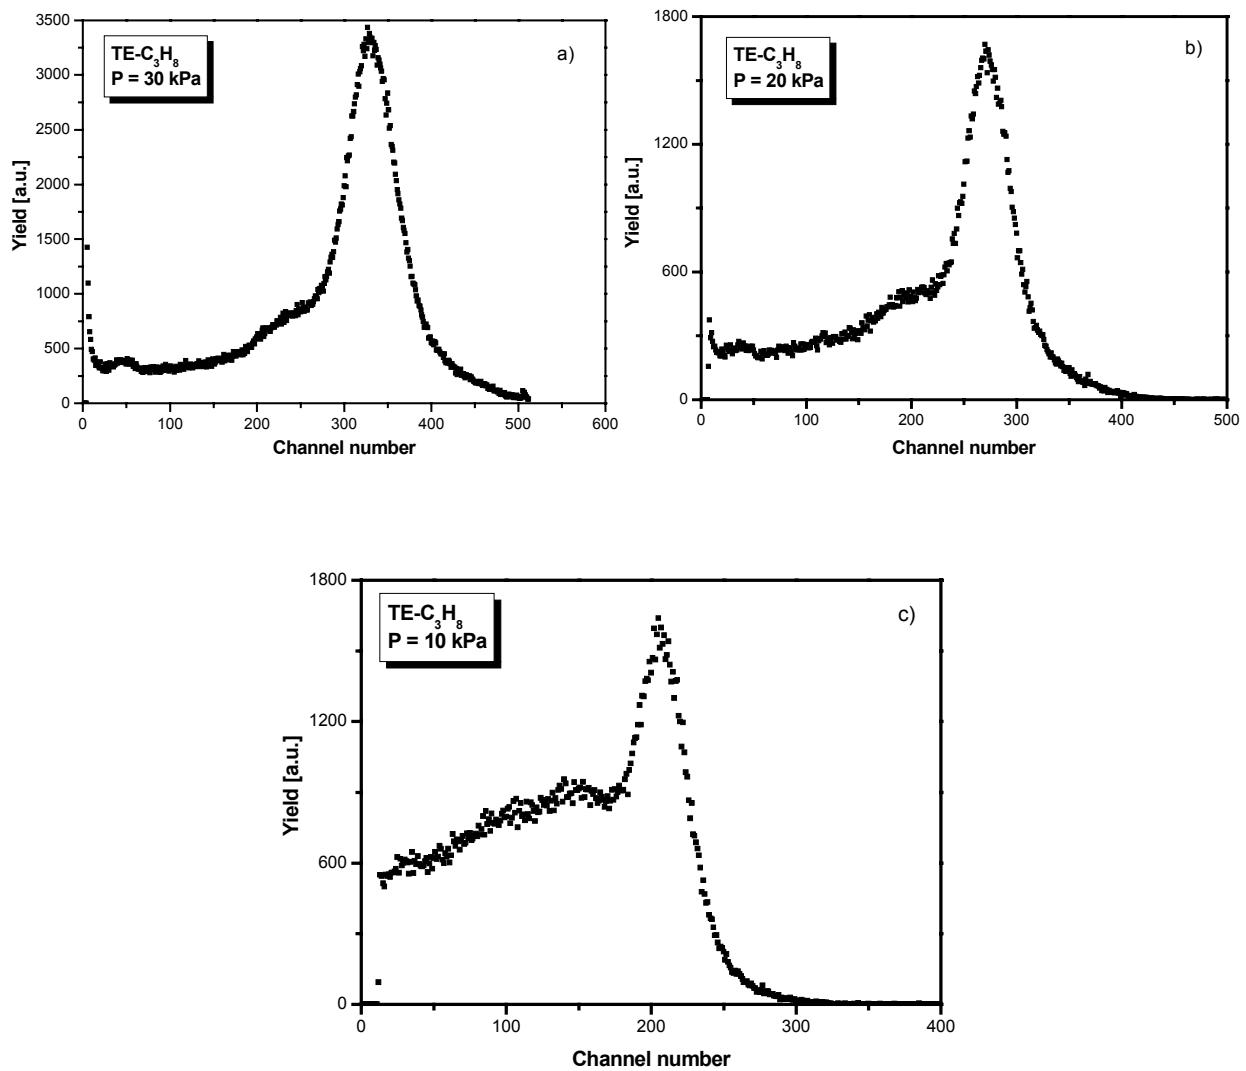 TE-C₃H₈
P = 30 kPa
a)
3500
3000
2500
2000
1500
1000
500
0
Yield [a.u.]
0 100 200 300 400 500 600
Channel number
TE-C₃H₈
P = 20 kPa
b)
1800
1200
600
0
Yield [a.u.]
0 100 200 300 400 500
Channel number
TE-C₃H₈
P = 10 kPa
c)
1800
1200
600
0
Yield [a.u.]
0 100 200 300 400
Channel number